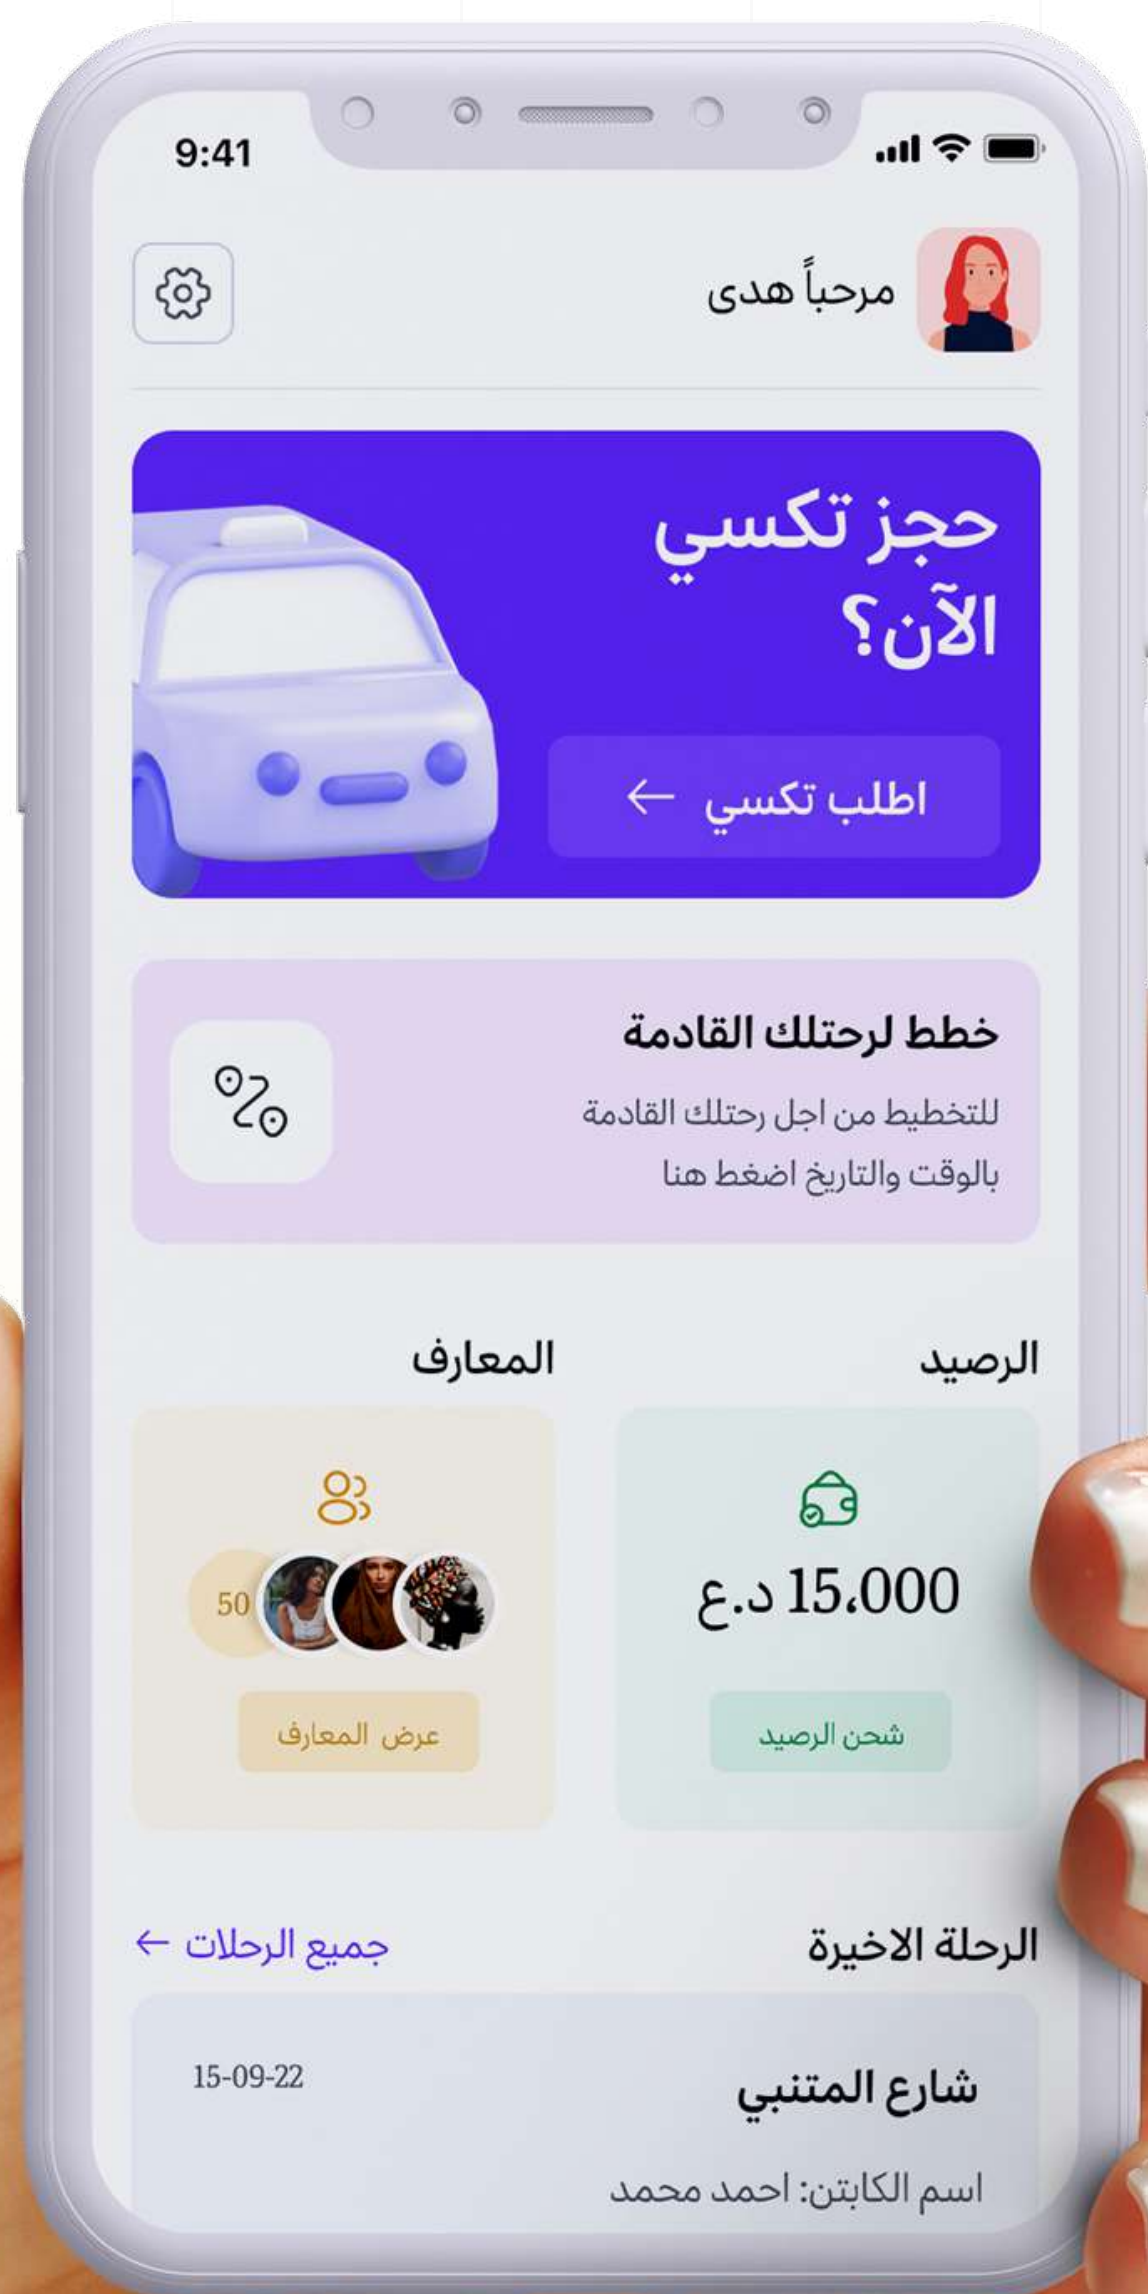 9:41
مرحباً هدى
حجز تكسي
الآن؟
اطلب تكسي ←
خطط لرحتلك القادمة
للتخطيط من اجل رحتلك القادمة
بالوقت والتاريخ اضغط هنا
الرصيد
المعارف
15،000 د.ع
50
شحن الرصيد
عرض المعارف
الرحلة الاخيرة
جميع الرحلات ←
شارع المتنبي
15-09-22
اسم الكابتن: احمد محمد